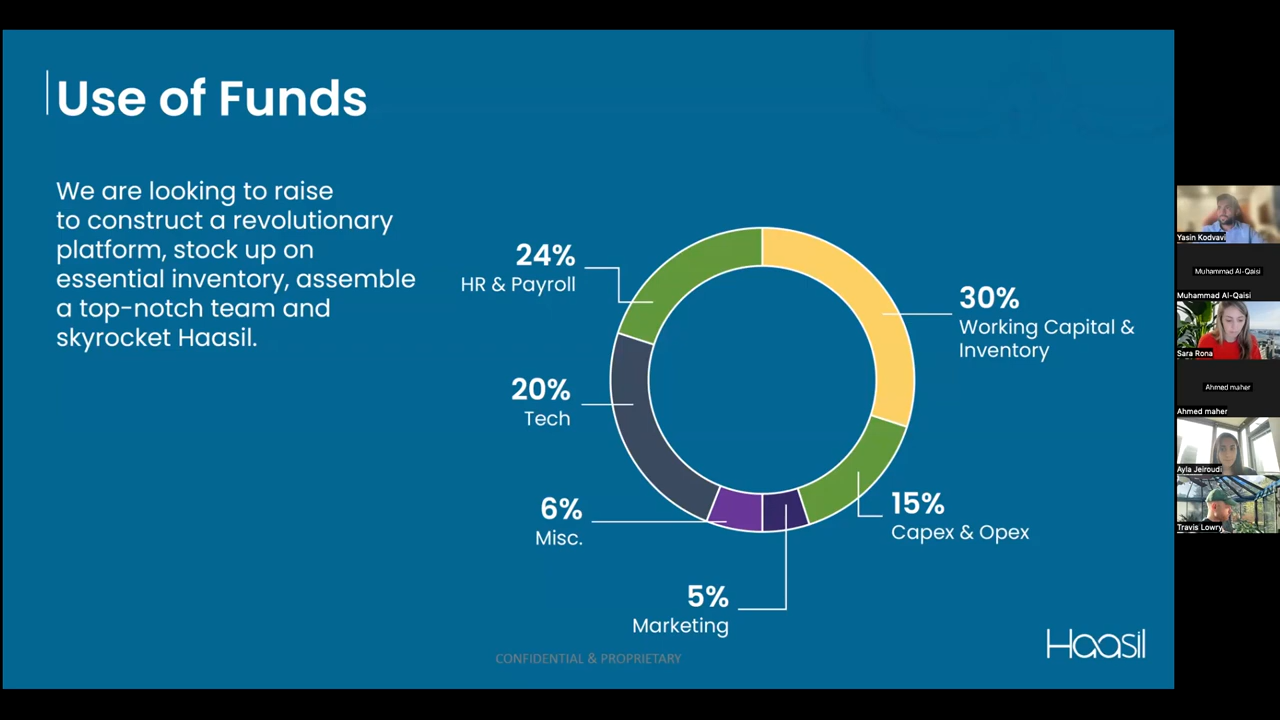 Use of Funds
We are looking to raise
to construct a revolutionary
platform, stock up on
essential inventory, assemble
a top-notch team and
skyrocket Haasil.
24%
HR & Payroll
30%
Working Capital &
Inventory
20%
Tech
6%
Misc.
15%
Capex & Opex
5%
Marketing
CONFIDENTIAL & PROPRIETARY
Haasil
Yasin Kodvavi
Muhammad Al-Qaisi
Muhammad Al-Qaisi
Sara Rona
Ahmed maher
Ahmed maher
Ayla Jeiroudi
Travis Lowry